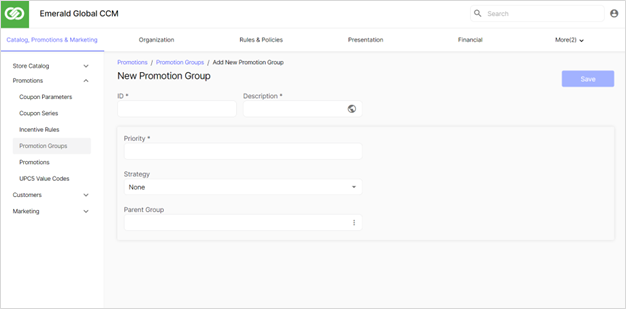 Emerald Global CCM
Search
Catalog, Promotions & Marketing Organization Rules & Policies Presentation Financial More(2)
Store Catalog
Promotions
Coupon Parameters
Coupon Series
Incentive Rules
Promotion Groups
Promotions
UPC5 Value Codes
Customers
Marketing
Promotions / Promotion Groups / Add New Promotion Group
New Promotion Group
Save
ID * Description *
Priority *
Strategy
None
Parent Group